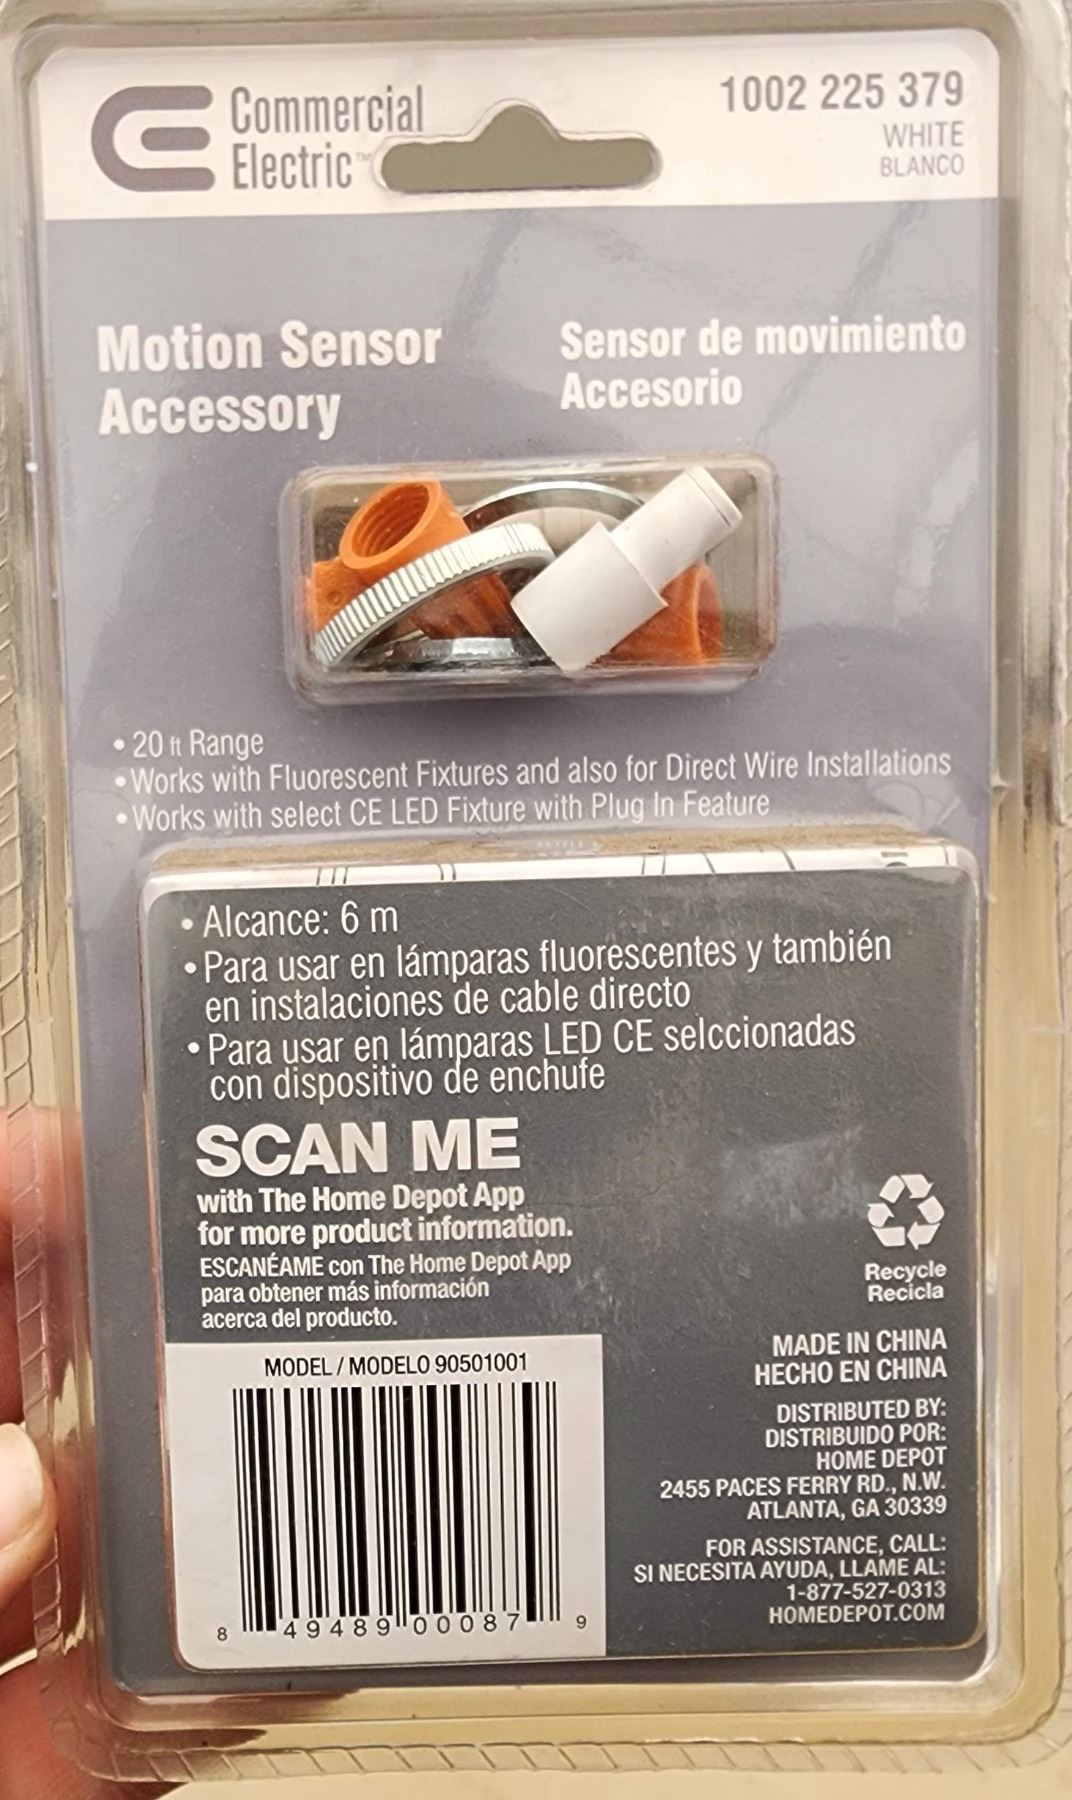 Commercial
Electric™
1002 225 379
WHITE
BLANCO
Motion Sensor
Accessory
Sensor de movimiento
Accesorio
• 20 ft Range
• Works with Fluorescent Fixtures and also for Direct Wire Installations
• Works with select CE LED Fixture with Plug In Feature
• Alcance: 6 m
• Para usar en lámparas fluorescentes y también
en instalaciones de cable directo
• Para usar en lámparas LED CE selccionadas
con dispositivo de enchufe
SCAN ME
with The Home Depot App
for more product information.
ESCANÉAME con The Home Depot App
para obtener más información
acerca del producto.
Recycle
Recicla
MODEL / MODELO 90501001
8 49489 00087 9
MADE IN CHINA
HECHO EN CHINA
DISTRIBUTED BY:
DISTRIBUIDO POR:
HOME DEPOT
2455 PACES FERRY RD., N.W.
ATLANTA, GA 30339
FOR ASSISTANCE, CALL:
SI NECESITA AYUDA, LLAME AL:
1-877-527-0313
HOMEDEPOT.COM